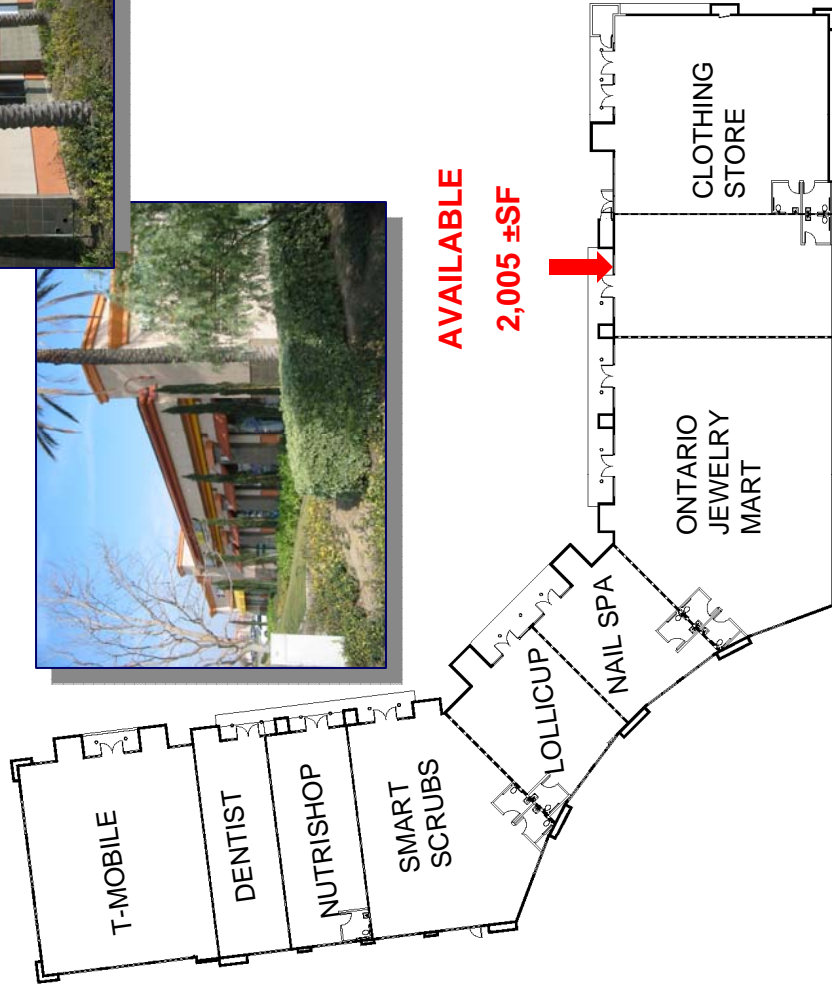 AVAILABLE
2,005 ±SF
T-MOBILE
DENTIST
NUTRISHOP
SMART
SCRUBS
LOLLICUP
NAIL SPA
ONTARIO
JEWELRY
MART
CLOTHING
STORE